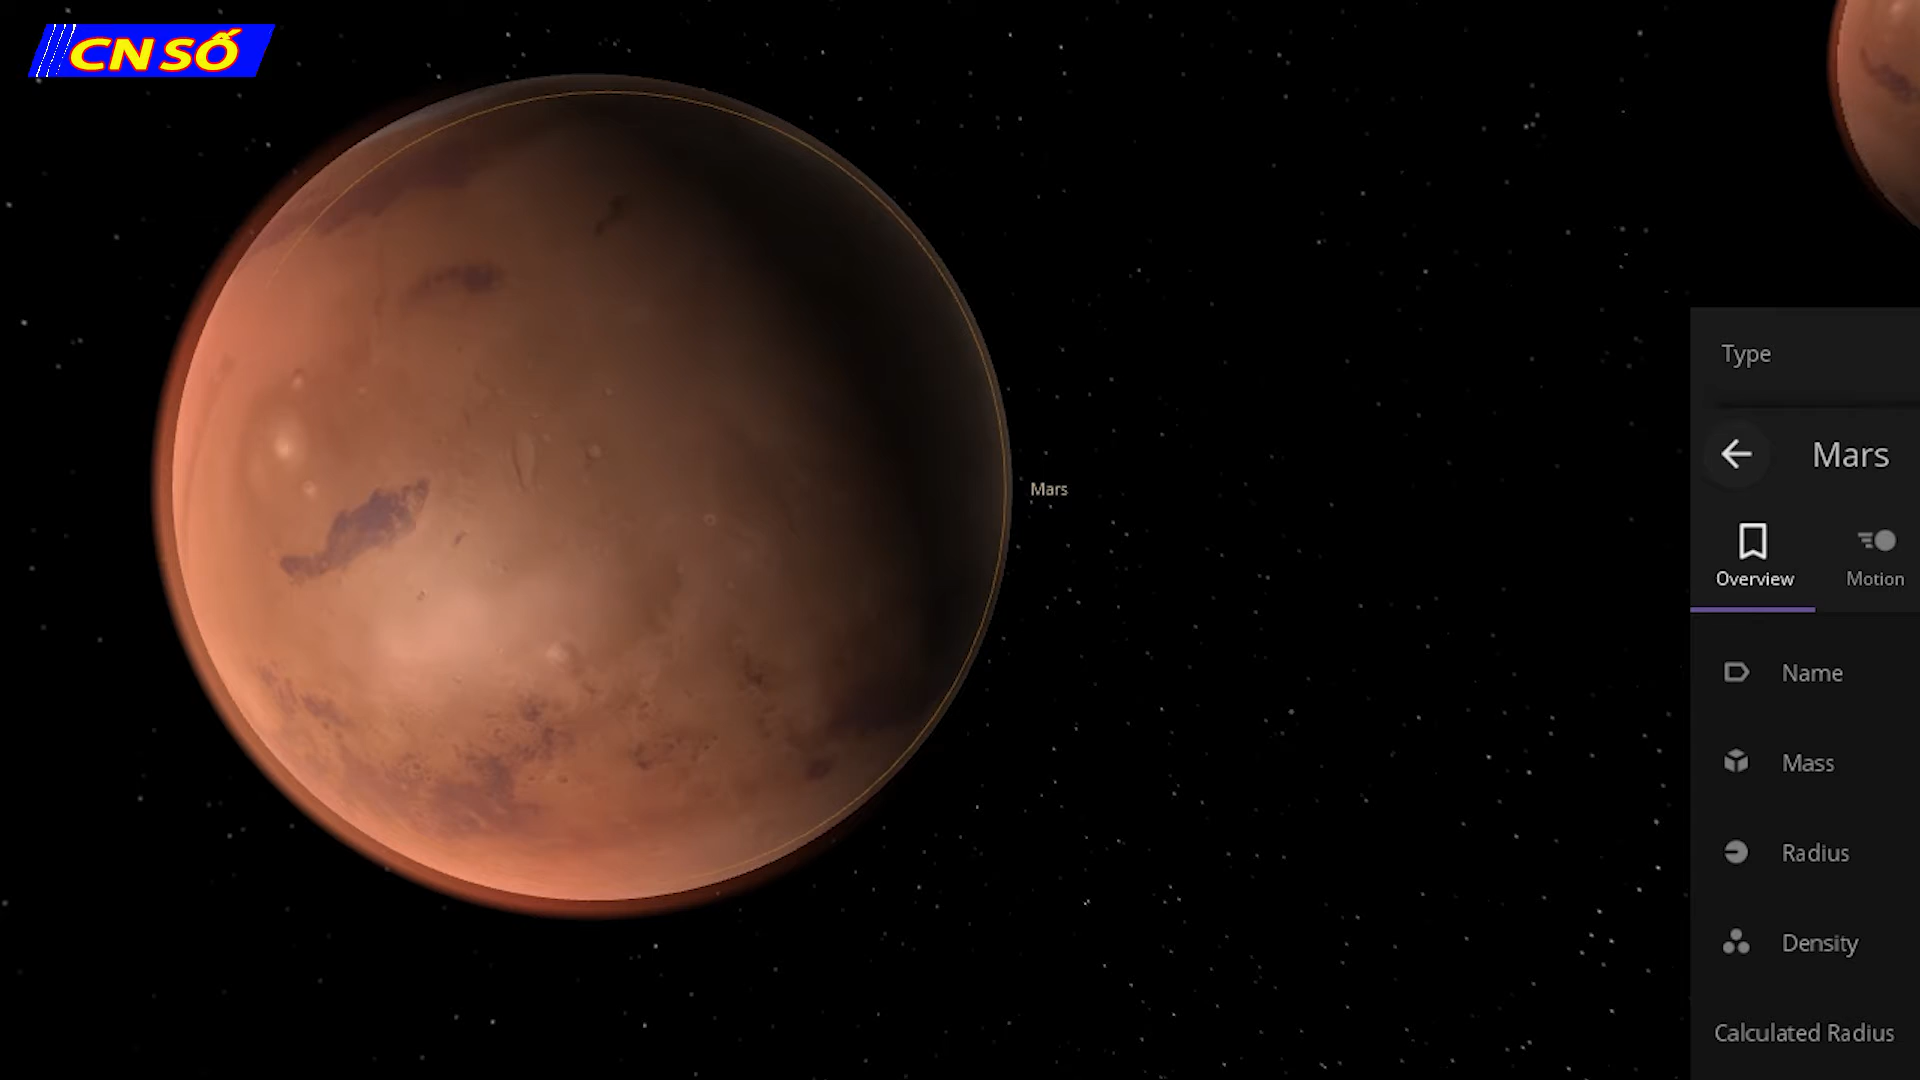 CN SỐ
Mars
Type
Mars
Overview
Motion
Name
Mass
Radius
Density
Calculated Radius